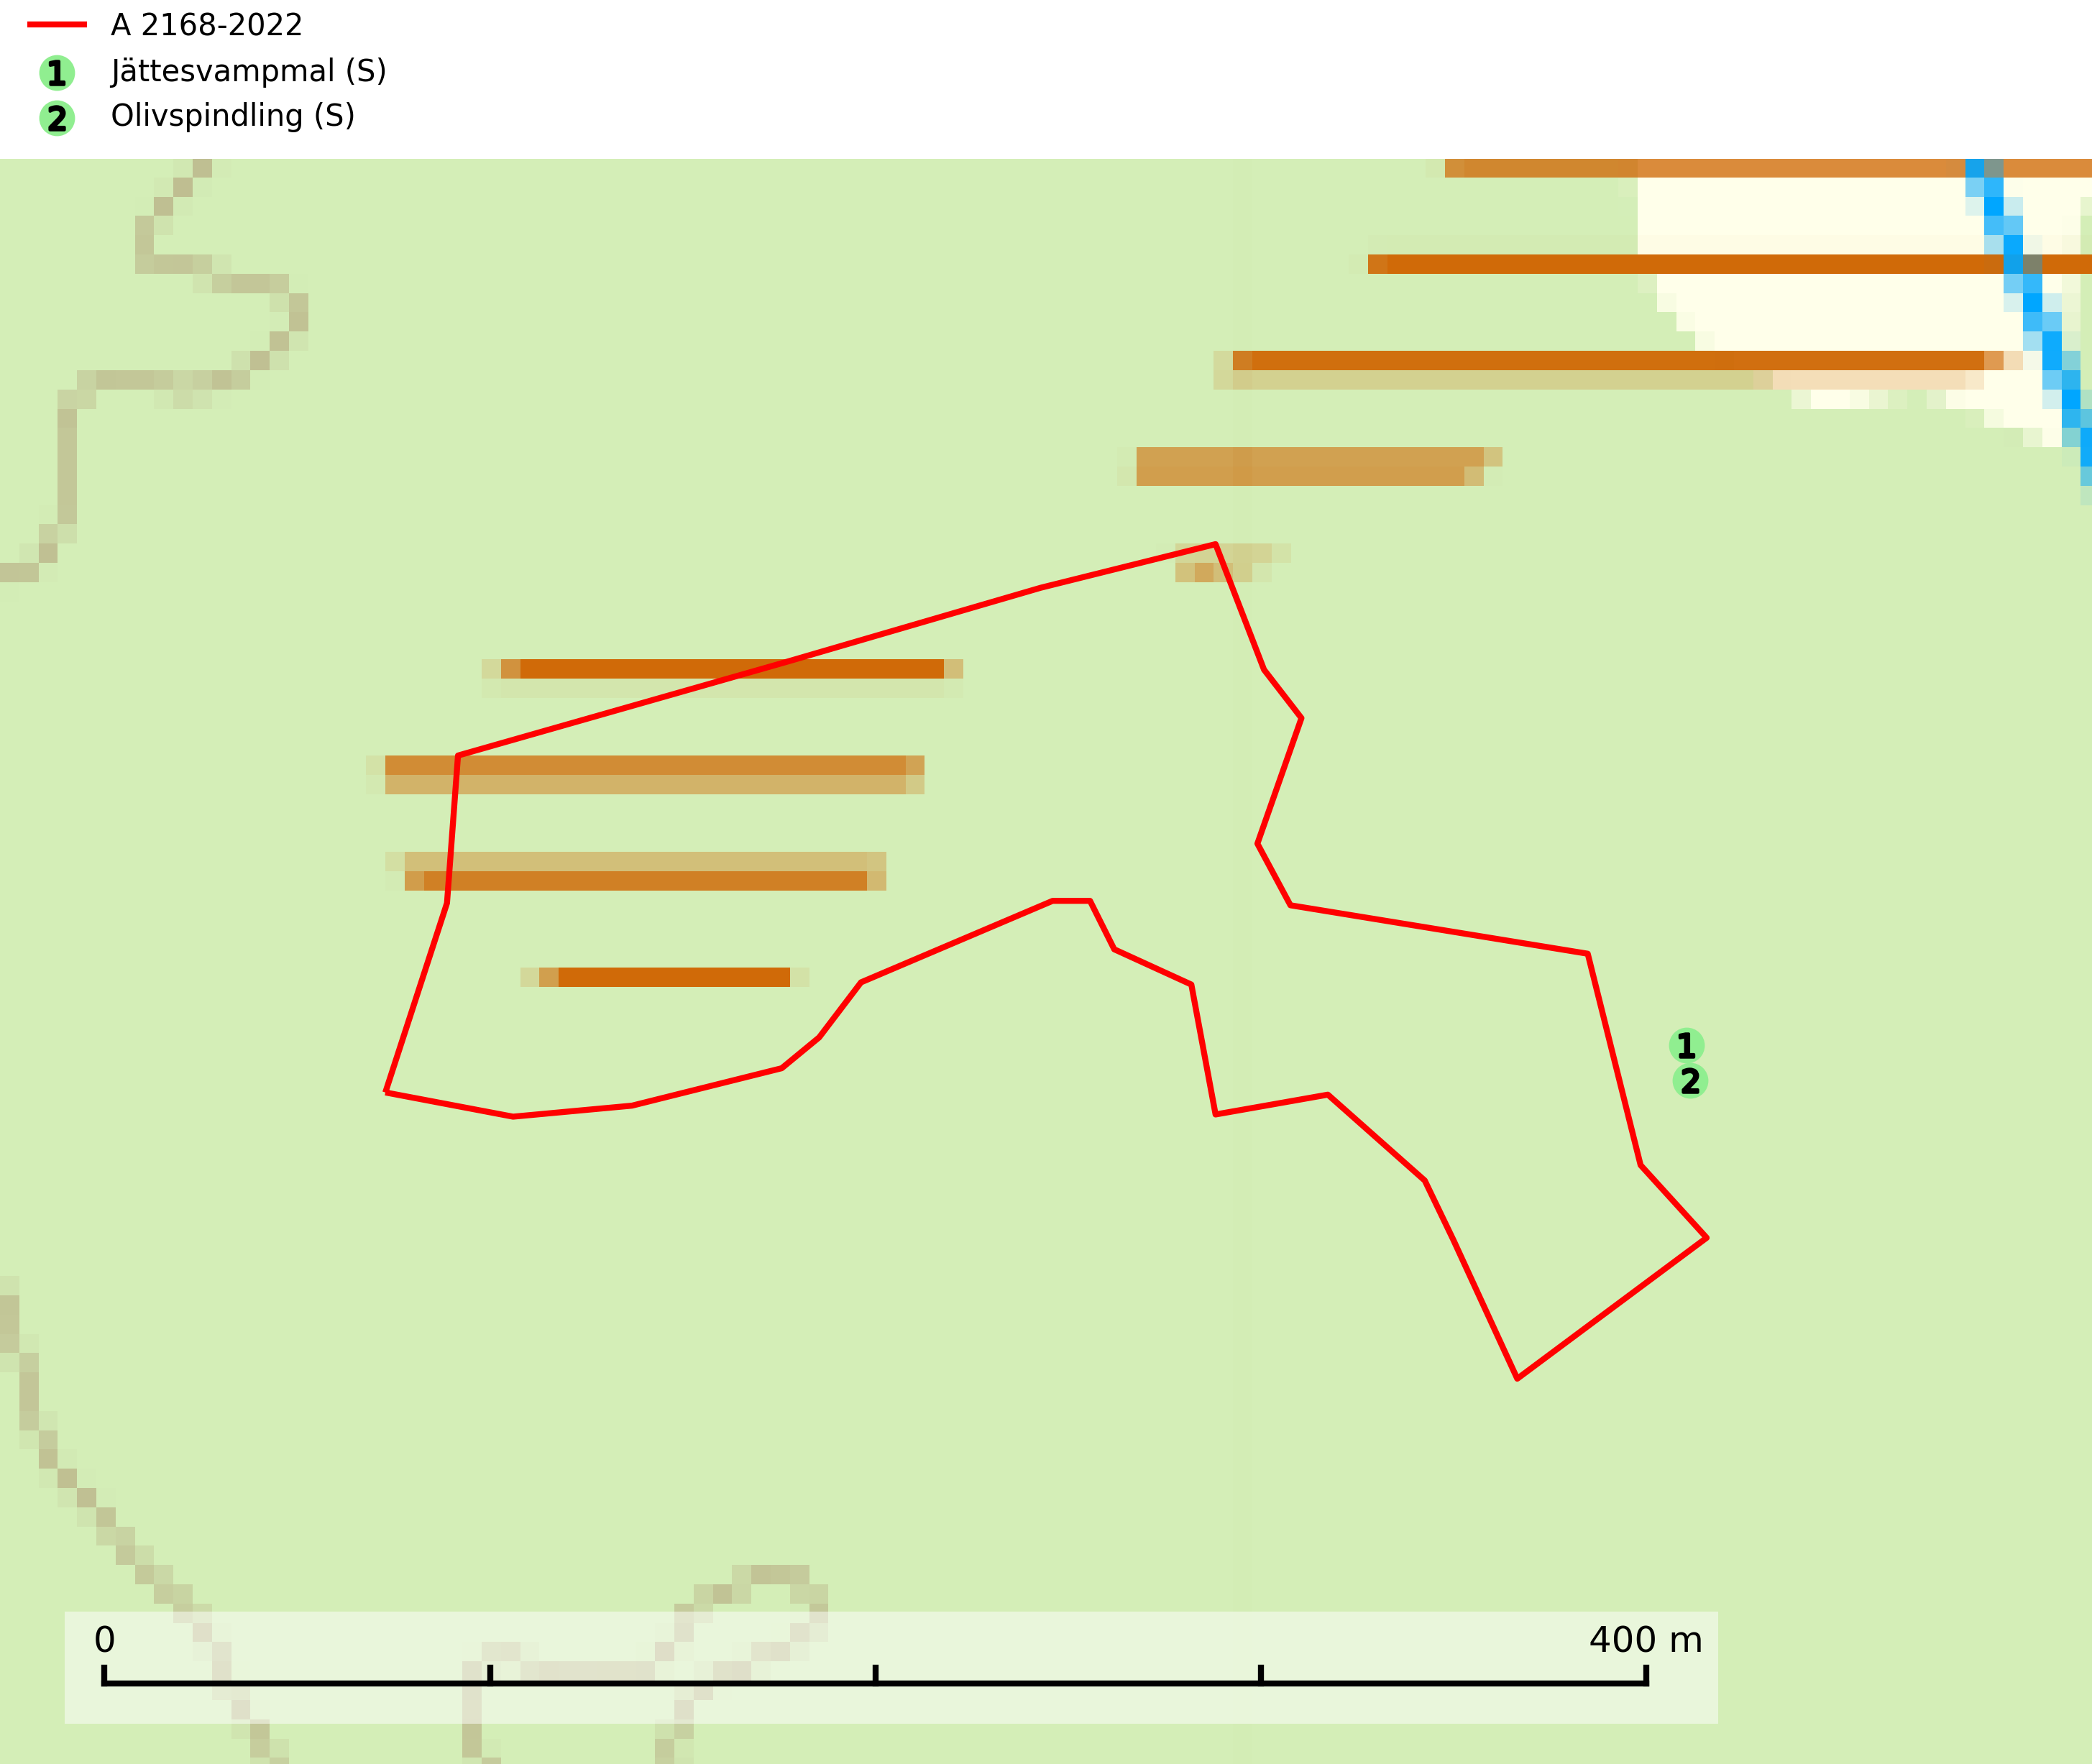 A 2168-2022
1 Jättesvampmal (S)
2 Olivspindling (S)
1
2
0 400 m